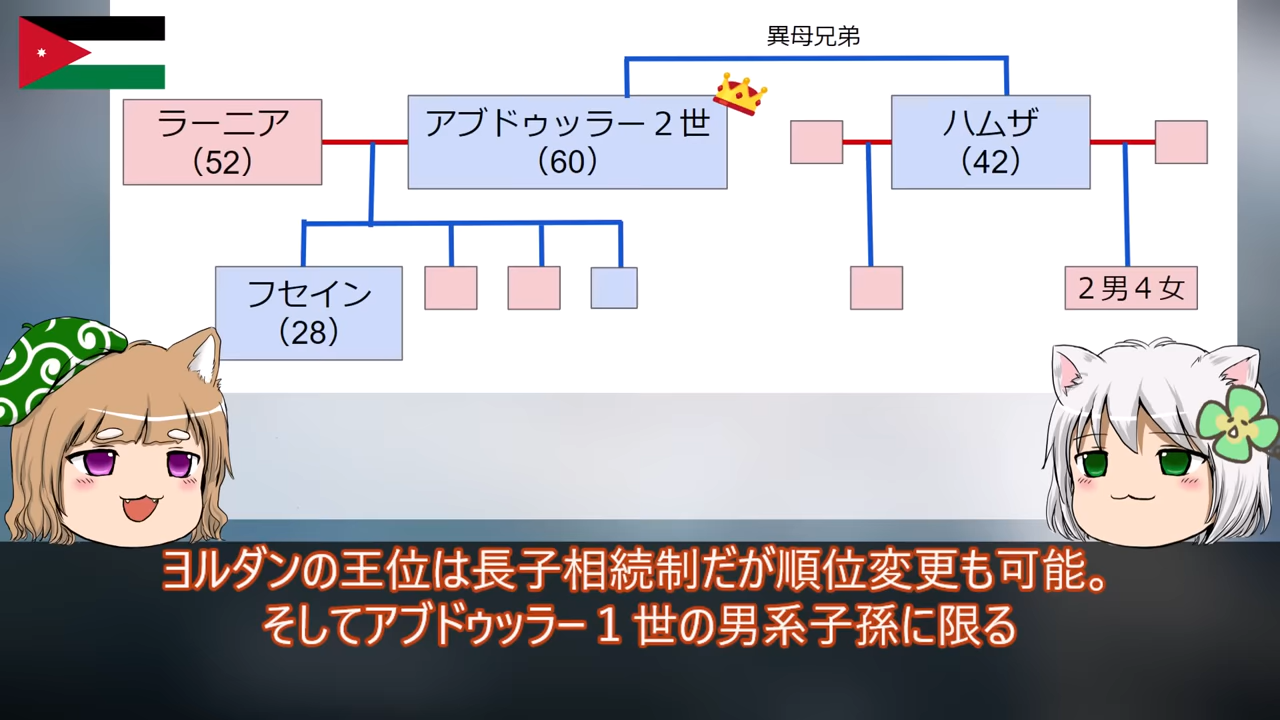 異母兄弟
ラーニア
（52）
アブドゥッラー２世
（60）
ハムザ
（42）
フセイン
（28）
２男４女
ヨルダンの王位は長子相続制だが順位変更も可能。
そしてアブドゥッラー１世の男系子孫に限る